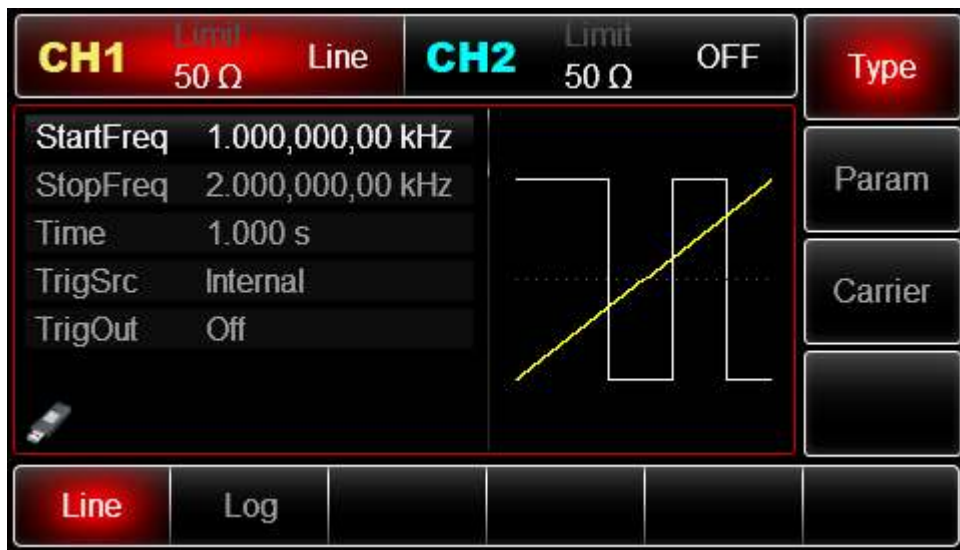 CH1 Limit 50 Ω Line
CH2 Limit 50 Ω OFF
Type
StartFreq 1.000,000,00 kHz
StopFreq 2.000,000,00 kHz
Time 1.000 s
TrigSrc Internal
TrigOut Off
Param
Carrier
Line Log